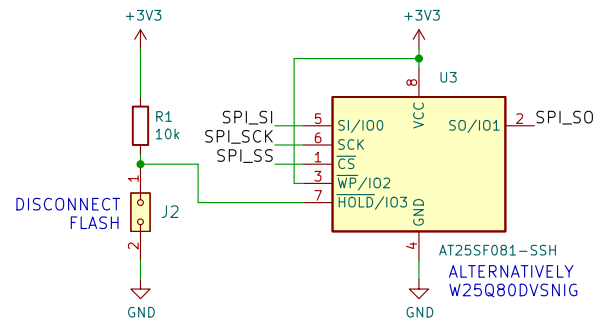 +3V3
+3V3
U3
8
VCC
R1
10k
SPI_SI
5
SI/IO0
SO/IO1
2
SPI_SO
SPI_SCK
6
SCK
SPI_SS
1
CS
3
WP/IO2
7
HOLD/IO3
1
DISCONNECT
FLASH
J2
2
GND
4
AT25SF081-SSH
ALTERNATIVELY
W25Q80DVSNIG
GND
GND